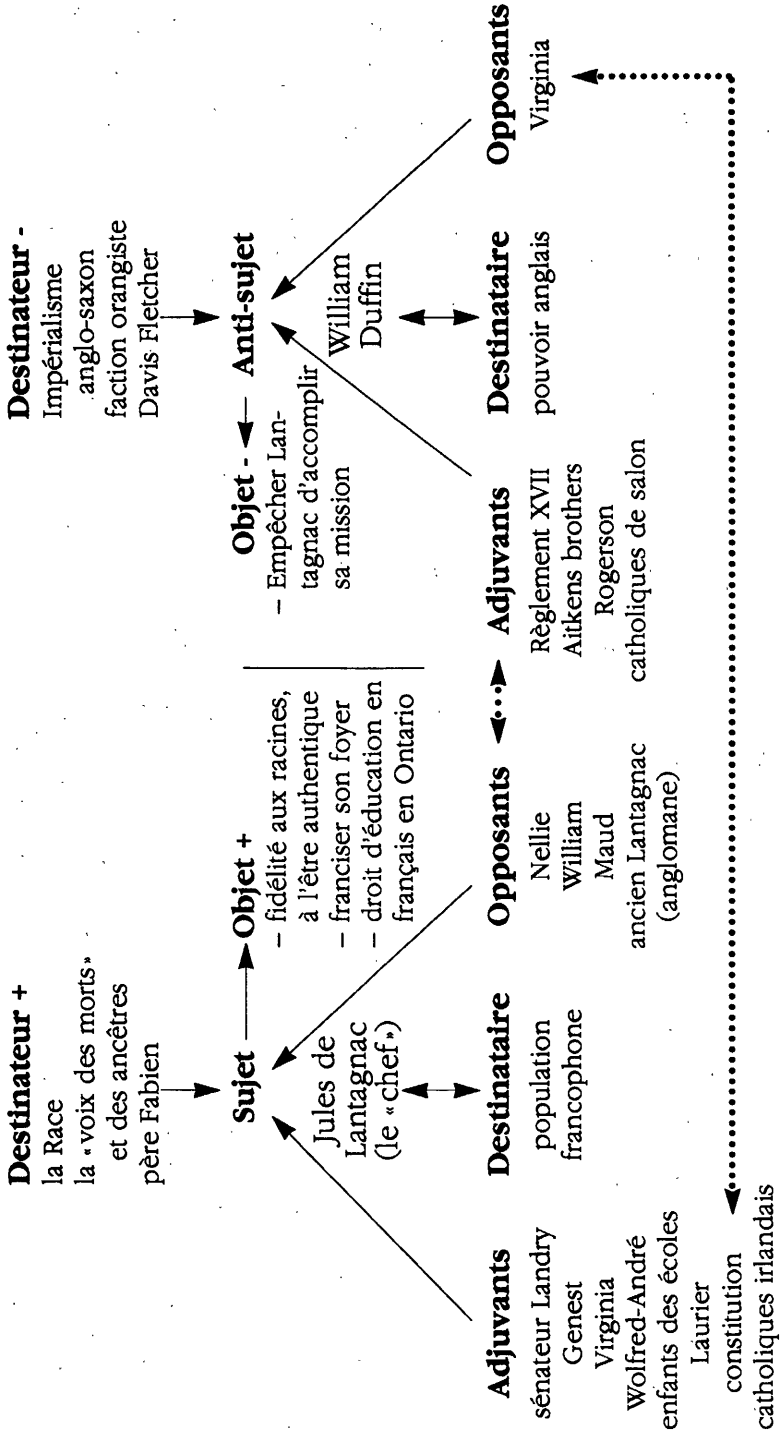 Destinateur +
la Race
la «voix des morts»
et des ancêtres
père Fabien
Sujet
Objet +
– fidélité aux racines,
à l'être authentique
– franciser son foyer
– droit d'éducation en
français en Ontario
Jules de
Lantagnac
(le «chef»)
Adjuvants
sénateur Landry
Genest
Virginia
Wolfred-André
enfants des écoles
Laurier
constitution
catholiques irlandais
Destinataire
population
francophone
Opposants
Nellie
William
Maud
ancien Lantagnac
(anglomane)
Destinateur -
Impérialisme
anglo-saxon
faction orangiste
Davis Fletcher
Objet -
– Empêcher Lan-
tagnac d'accomplir
sa mission
Anti-sujet
William
Duffin
Adjuvants
Règlement XVII
Aitkens brothers
Rogerson
catholiques de salon
Destinataire
pouvoir anglais
Opposants
Virginia